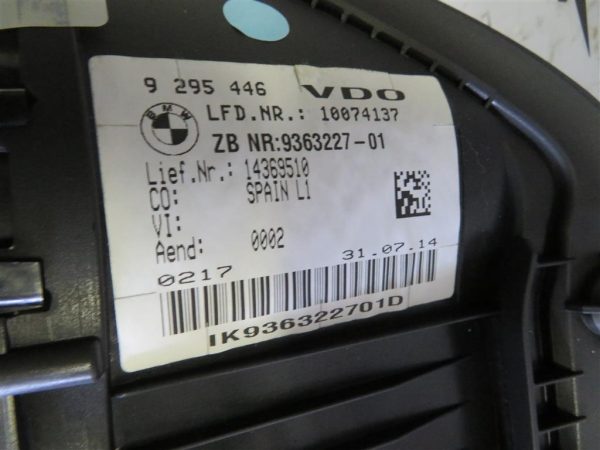 9 295 446 VDO
BMW
LFD.NR.: 10074137
ZB NR:9363227-01
Lief.Nr.: 14369510
CO: SPAIN L1
VI:
Aend: 0002
0217 31.07.14
IK936322701D